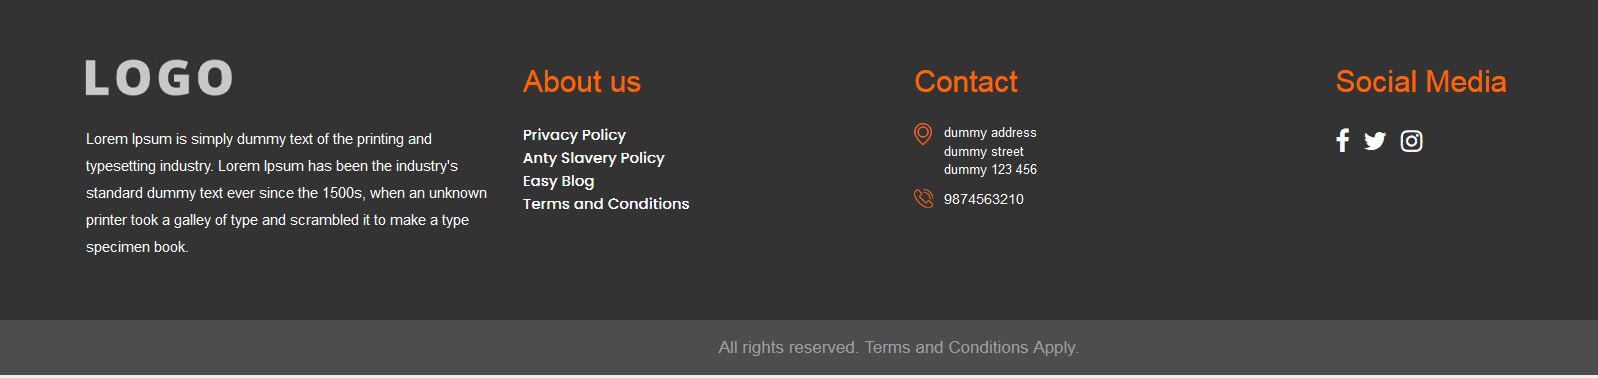 LOGO
Lorem Ipsum is simply dummy text of the printing and
typesetting industry. Lorem Ipsum has been the industry's
standard dummy text ever since the 1500s, when an unknown
printer took a galley of type and scrambled it to make a type
specimen book.
About us
Privacy Policy
Anty Slavery Policy
Easy Blog
Terms and Conditions
Contact
dummy address
dummy street
dummy 123 456
9874563210
Social Media
All rights reserved. Terms and Conditions Apply.